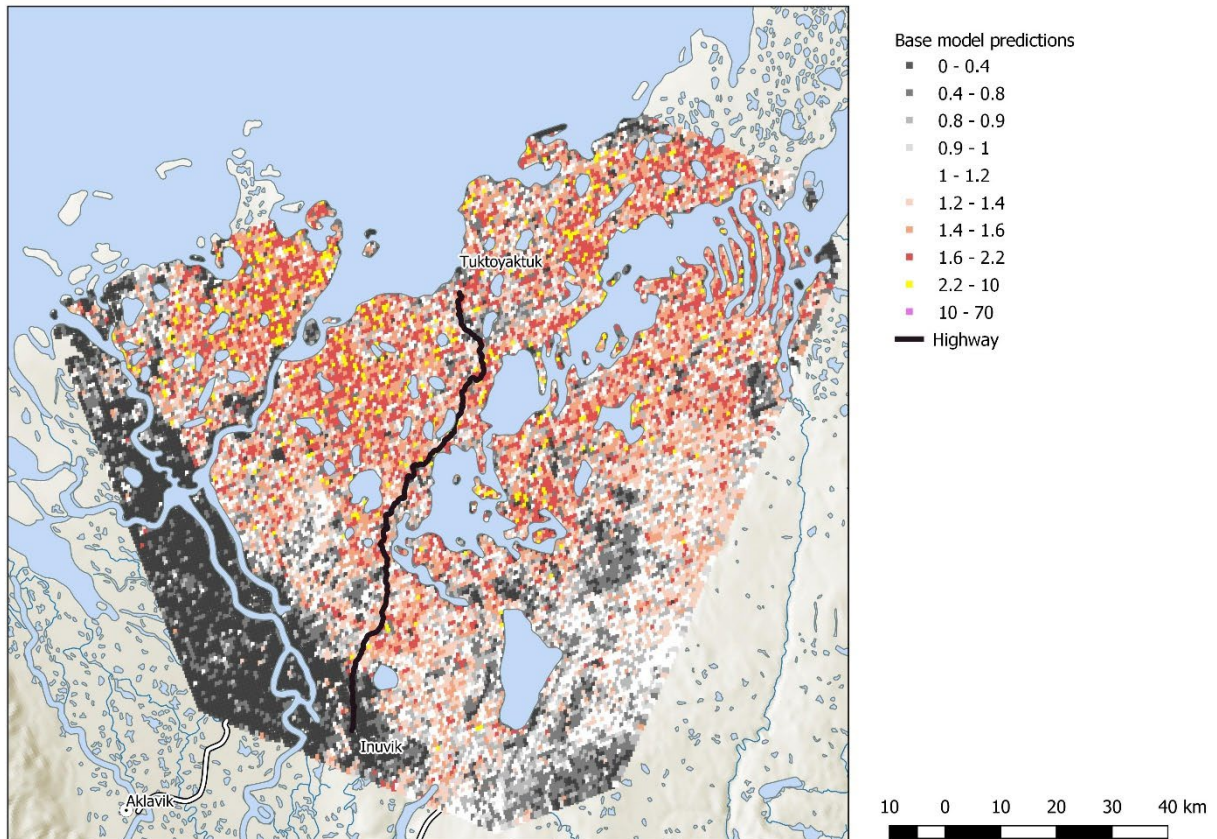 Base model predictions
0 - 0.4
0.4 - 0.8
0.8 - 0.9
0.9 - 1
1 - 1.2
1.2 - 1.4
1.4 - 1.6
1.6 - 2.2
2.2 - 10
10 - 70
Highway
Tuktoyaktuk
Inuvik
Aklavik
10 0 10 20 30 40 km